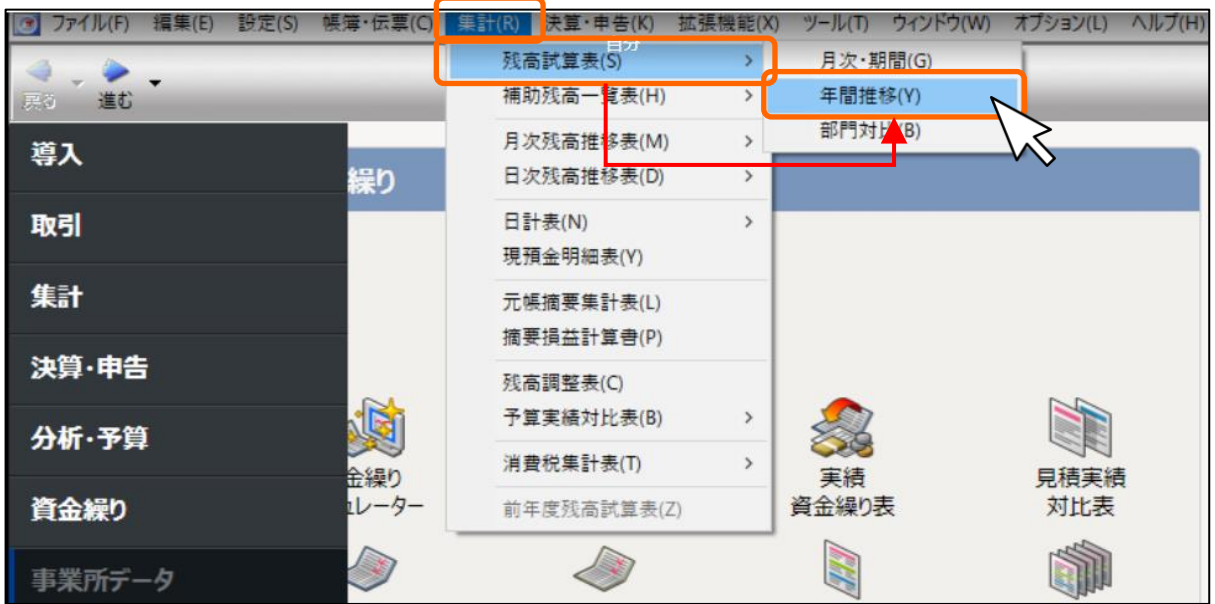 ファイル(F) 編集(E) 設定(S) 帳簿・伝票(C) 集計(R) 決算・申告(K) 拡張機能(X) ツール(T) ウィンドウ(W) オプション(L) ヘルプ(H)
自分
戻る 進む
残高試算表(S)
補助残高一覧表(H)
月次残高推移表(M)
日次残高推移表(D)
日計表(N)
現預金明細表(Y)
元帳摘要集計表(L)
摘要損益計算書(P)
残高調整表(C)
予算実績対比表(B)
消費税集計表(T)
前年度残高試算表(Z)
月次・期間(G)
年間推移(Y)
部門対比(B)
導入
取引
集計
決算・申告
分析・予算
資金繰り
事業所データ
繰り
金繰り
ュレーター
実績
資金繰り表
見積実績
対比表